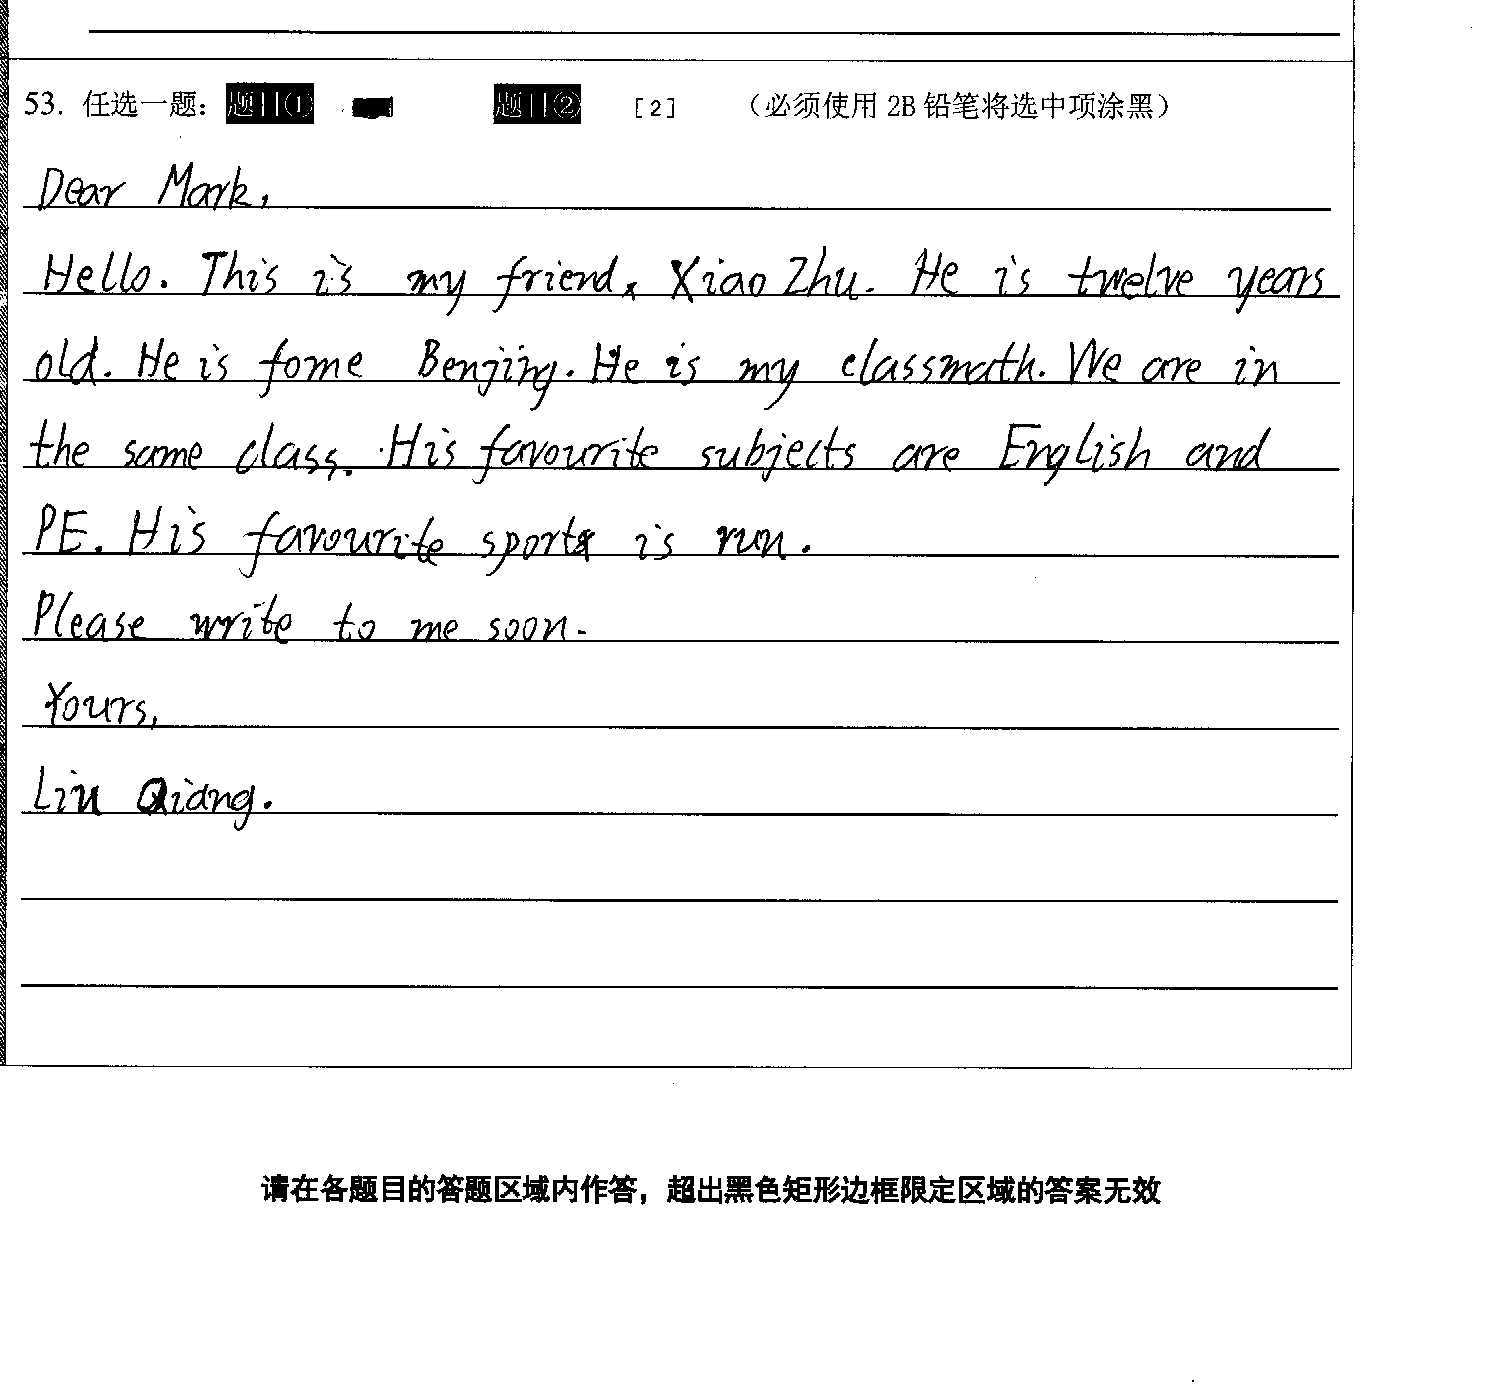 53. 任选一题： 题目① 题目② [2] （必须使用 2B 铅笔将选中项涂黑）
Dear Mark,
Hello. This is my friend, Xiao Zhu. He is twelve years
old. He is fome Benjing. He is my classmath. We are in
the same class. His favourite subjects are English and
PE. His favourite sport is run.
Please write to me soon.
Yours,
Liu Qiang.
请在各题目的答题区域内作答，超出黑色矩形边框限定区域的答案无效